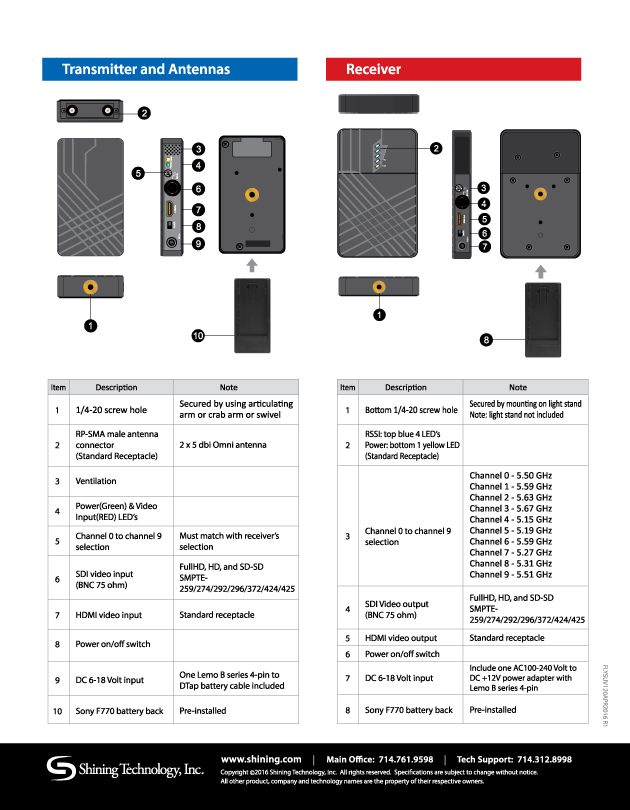 Transmitter and Antennas
2
3
4
5
6
7
8
9
1
10
Item Description Note
1 1/4-20 screw hole Secured by using articulating
arm or crab arm or swivel
2 RP-SMA male antenna
connector
(Standard Receptacle) 2 x 5 dbi Omni antenna
3 Ventilation
4 Power(Green) & Video
Input(RED) LED's
5 Channel 0 to channel 9
selection Must match with receiver's
selection
6 SDI video input
(BNC 75 ohm) FullHD, HD, and SD-SD
SMPTE-
259/274/292/296/372/424/425
7 HDMI video input Standard receptacle
8 Power on/off switch
9 DC 6-18 Volt input One Lemo B series 4-pin to
DTap battery cable included
10 Sony F770 battery back Pre-installed
Receiver
2
3
4
5
6
7
1
8
Item Description Note
1 Bottom 1/4-20 screw hole Secured by mounting on light stand
Note: light stand not included
2 RSSI: top blue 4 LED's
Power: bottom 1 yellow LED
(Standard Receptacle)
3 Channel 0 to channel 9
selection
Channel 0 - 5.50 GHz
Channel 1 - 5.59 GHz
Channel 2 - 5.63 GHz
Channel 3 - 5.67 GHz
Channel 4 - 5.15 GHz
Channel 5 - 5.19 GHz
Channel 6 - 5.59 GHz
Channel 7 - 5.27 GHz
Channel 8 - 5.31 GHz
Channel 9 - 5.51 GHz
4 SDI Video output
(BNC 75 ohm) FullHD, HD, and SD-SD
SMPTE-
259/274/292/296/372/424/425
5 HDMI video output Standard receptacle
6 Power on/off switch
7 DC 6-18 Volt input Include one AC100-240 Volt to
DC +12V power adapter with
Lemo B series 4-pin
8 Sony F770 battery back Pre-installed
Shining Technology, Inc.
www.shining.com | Main Office: 714.761.9598 | Tech Support: 714.312.8998
Copyright ©2016 Shining Technology, Inc. All rights reserved. Specifications are subject to change without notice.
All other product, company and technology names are the property of their respective owners.